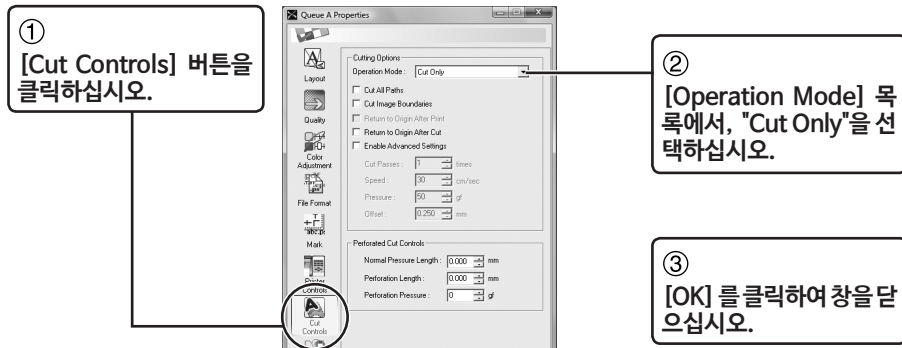 ①
[Cut Controls] 버튼을
클릭하십시오.
Queue A Properties
Layout
Quality
Color
Adjustment
File Format
Mark
Printer
Controls
Cut
Controls
Cutting Options
Operation Mode : Cut Only
Cut All Paths
Cut Image Boundaries
Return to Origin After Print
Return to Origin After Cut
Enable Advanced Settings
Cut Passes : 1 times
Speed : 30 cm/sec
Pressure : 50 gf
Offset : 0.250 mm
Perforated Cut Controls
Normal Pressure Length : 0.000 mm
Perforation Length : 0.000 mm
Perforation Pressure : 0 gf
②
[Operation Mode] 목
록에서, "Cut Only"을 선
택하십시오.
③
[OK] 를 클릭하여 창을 닫
으십시오.